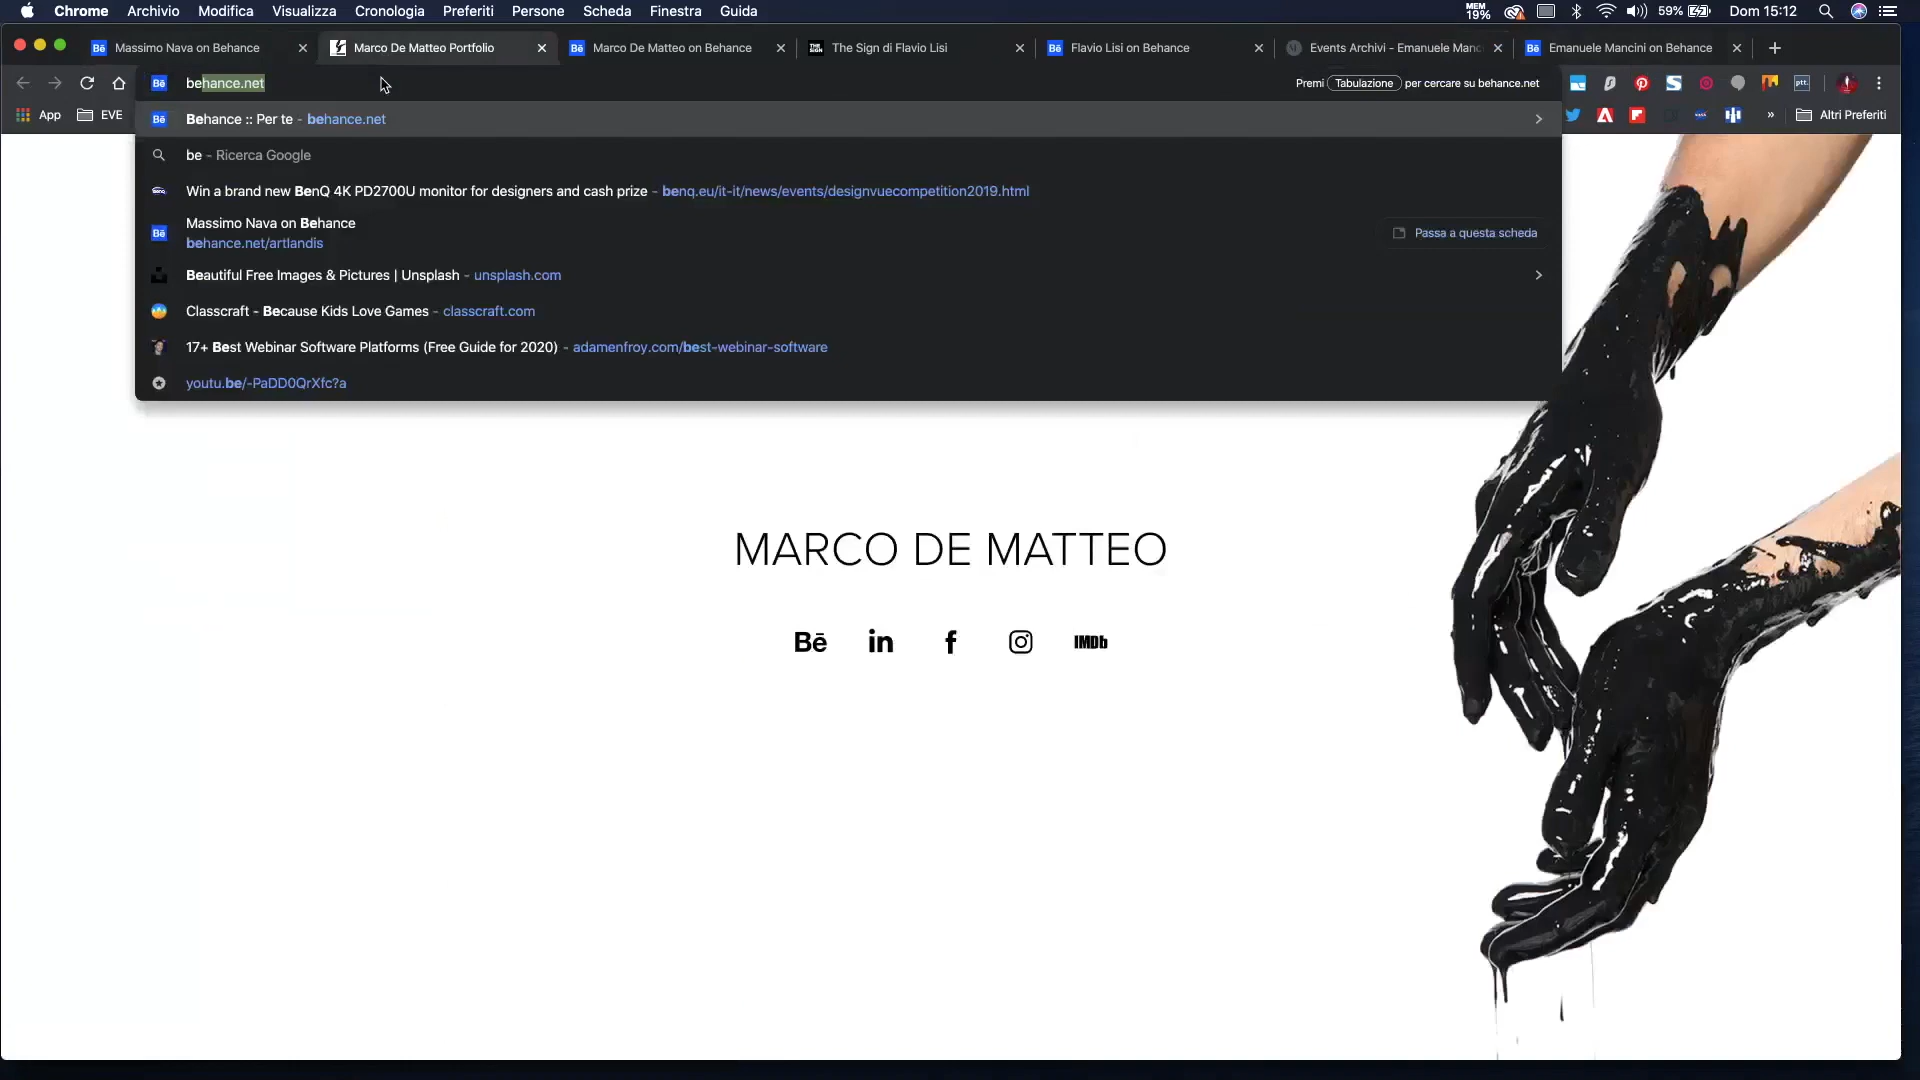 Chrome Archivio Modifica Visualizza Cronologia Preferiti Persone Scheda Finestra Guida MEM 19% 59% Dom 15:12
Massimo Nava on Behance Marco De Matteo Portfolio Marco De Matteo on Behance The Sign di Flavio Lisi Flavio Lisi on Behance Events Archivi - Emanuele Manc Emanuele Mancini on Behance
behance.net Premi Tabulazione per cercare su behance.net
App EVE Altri Preferiti
Behance :: Per te - behance.net
be - Ricerca Google
Win a brand new BenQ 4K PD2700U monitor for designers and cash prize - benq.eu/it-it/news/events/designvuecompetition2019.html
Massimo Nava on Behance
behance.net/artlandis Passa a questa scheda
Beautiful Free Images & Pictures | Unsplash - unsplash.com
Classcraft - Because Kids Love Games - classcraft.com
17+ Best Webinar Software Platforms (Free Guide for 2020) - adamenfroy.com/best-webinar-software
youtu.be/-PaDD0QrXfc?a
MARCO DE MATTEO
Bē in f IMDb